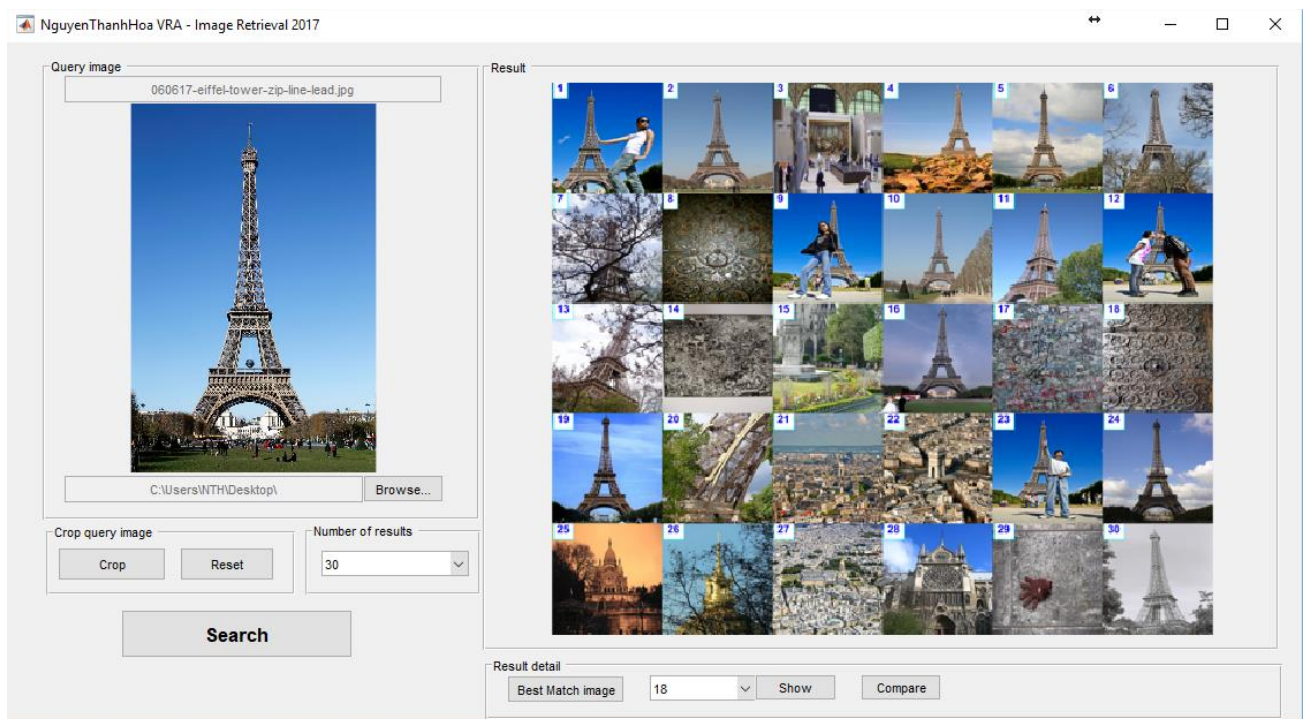 NguyenThanhHoa VRA - Image Retrieval 2017
Query image
060617-eiffel-tower-zip-line-lead.jpg
C:\Users\NTH\Desktop\ Browse...
Crop query image
Crop Reset
Number of results
30
Search
Result
1 2 3 4 5 6
7 8 9 10 11 12
13 14 15 16 17 18
19 20 21 22 23 24
25 26 27 28 29 30
Result detail
Best Match image 18 Show Compare